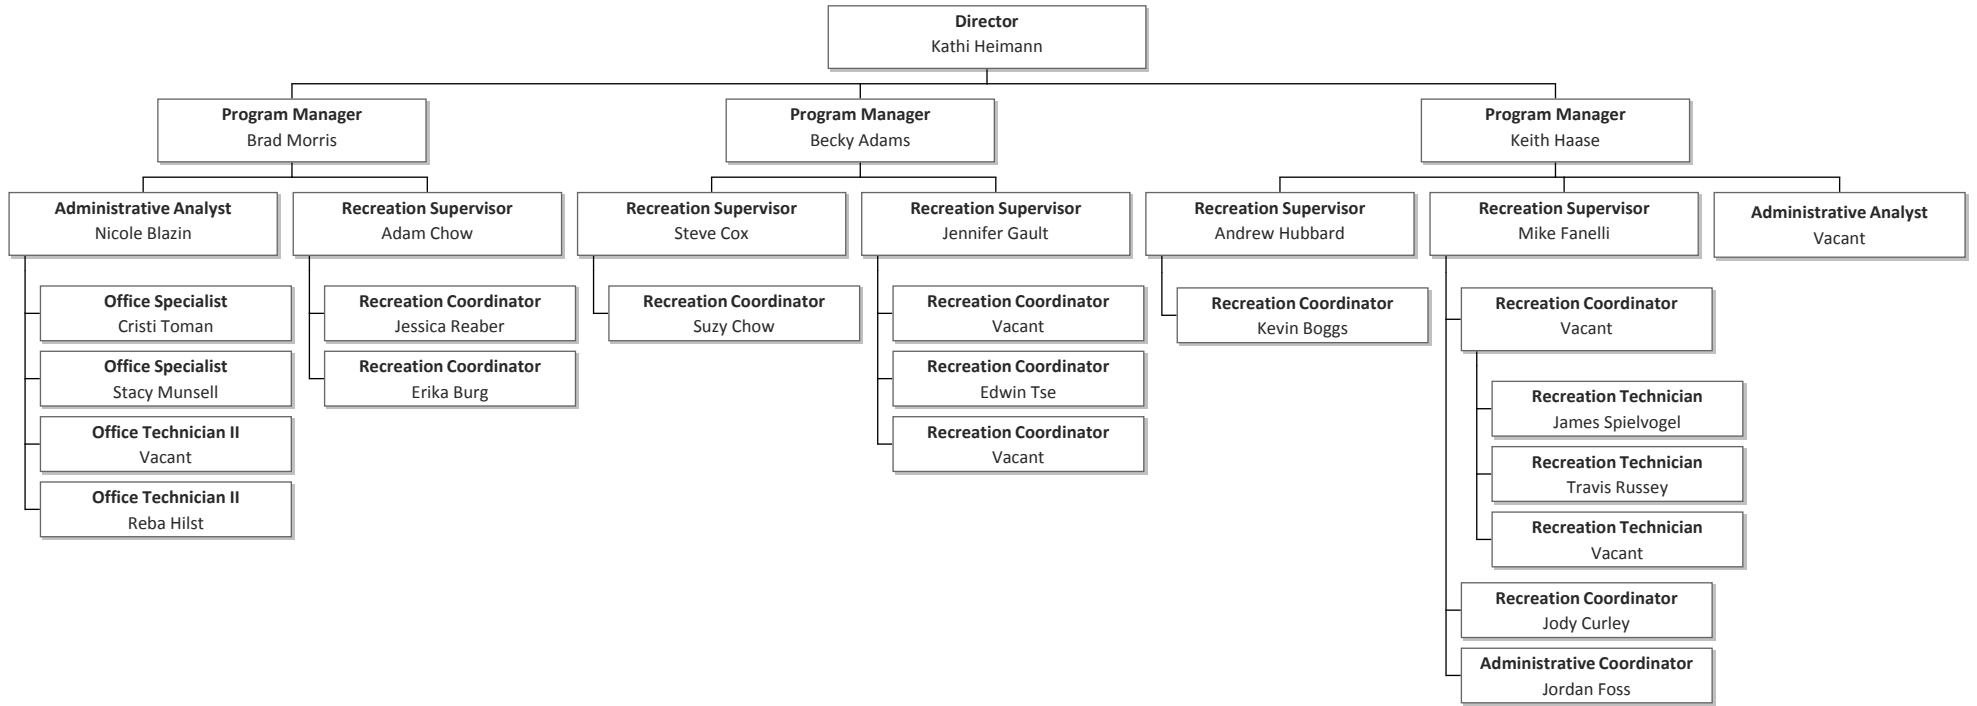 Director
Kathi Heimann
Program Manager
Brad Morris
Program Manager
Becky Adams
Program Manager
Keith Haase
Administrative Analyst
Nicole Blazin
Recreation Supervisor
Adam Chow
Recreation Supervisor
Steve Cox
Recreation Supervisor
Jennifer Gault
Recreation Supervisor
Andrew Hubbard
Recreation Supervisor
Mike Fanelli
Administrative Analyst
Vacant
Office Specialist
Cristi Toman
Office Specialist
Stacy Munsell
Office Technician II
Vacant
Office Technician II
Reba Hilst
Recreation Coordinator
Jessica Reaber
Recreation Coordinator
Erika Burg
Recreation Coordinator
Suzy Chow
Recreation Coordinator
Vacant
Recreation Coordinator
Edwin Tse
Recreation Coordinator
Vacant
Recreation Coordinator
Kevin Boggs
Recreation Coordinator
Vacant
Recreation Technician
James Spielvogel
Recreation Technician
Travis Russey
Recreation Technician
Vacant
Recreation Coordinator
Jody Curley
Administrative Coordinator
Jordan Foss